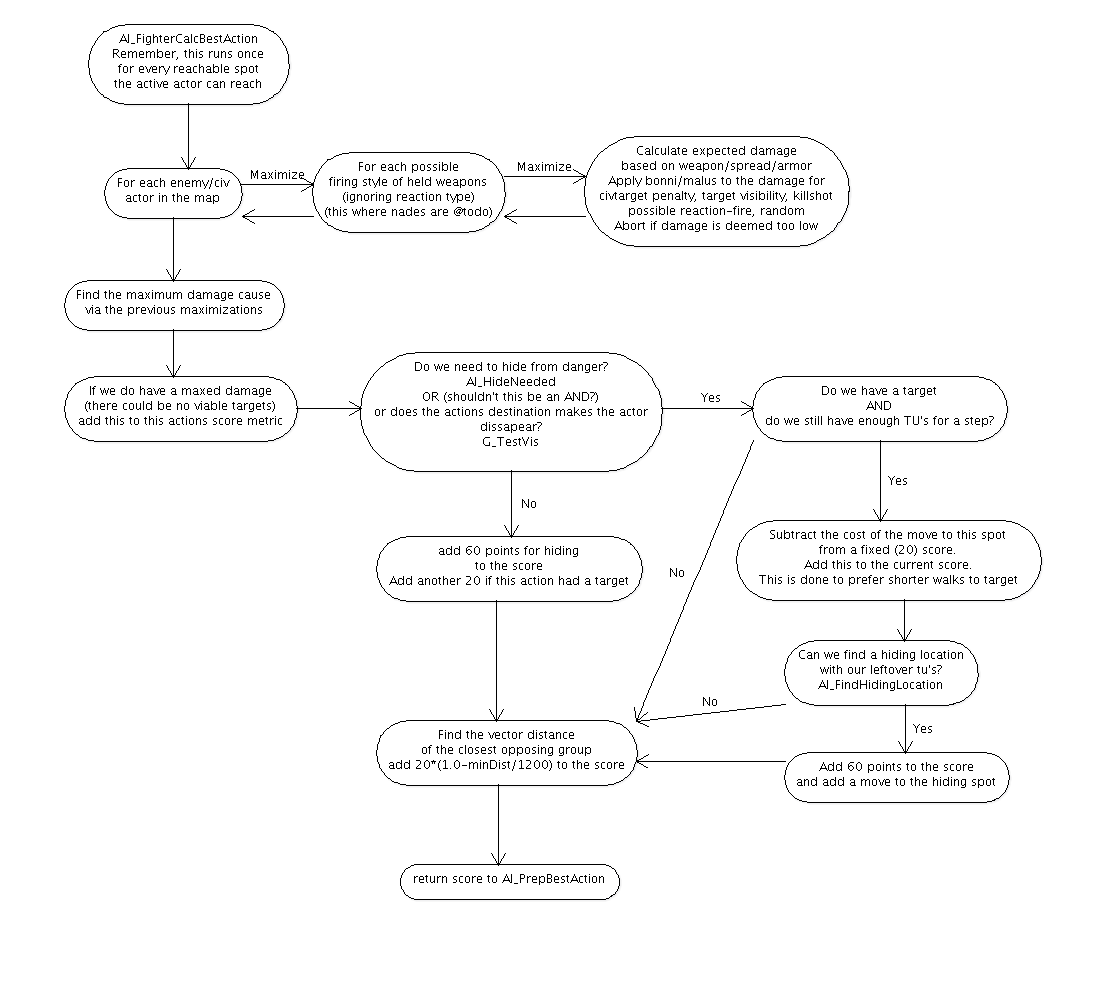 AI_FighterCalcBestAction
Remember, this runs once
for every reachable spot
the active actor can reach
For each enemy/civ
actor in the map
Maximize
For each possible
firing style of held weapons
(ignoring reaction type)
(this where nades are @todo)
Maximize
Calculate expected damage
based on weapon/spread/armor
Apply bonni/malus to the damage for
civtarget penalty, target visibility, killshot
possible reaction-fire, random
Abort if damage is deemed too low
Find the maximum damage cause
via the previous maximizations
If we do have a maxed damage
(there could be no viable targets)
add this to this actions score metric
Do we need to hide from danger?
AI_HideNeeded
OR (shouldn't this be an AND?)
or does the actions destination makes the actor
dissapear?
G_TestVis
Yes
Do we have a target
AND
do we still have enough TU's for a step?
No
Yes
add 60 points for hiding
to the score
Add another 20 if this action had a target
No
Subtract the cost of the move to this spot
from a fixed (20) score.
Add this to the current score.
This is done to prefer shorter walks to target
Can we find a hiding location
with our leftover tu's?
AI_FindHidingLocation
No
Yes
Find the vector distance
of the closest opposing group
add 20*(1.0-minDist/1200) to the score
Add 60 points to the score
and add a move to the hiding spot
return score to AI_PrepBestAction